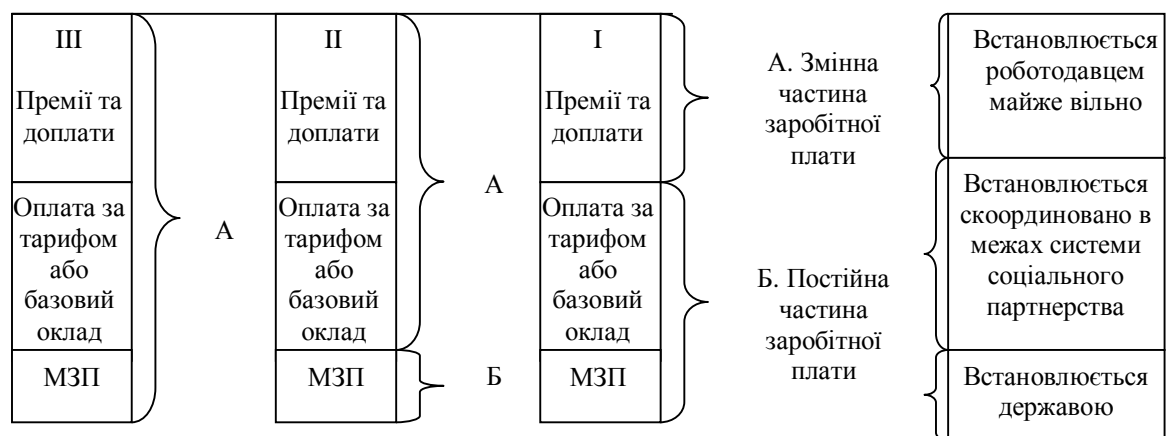 III
Премії та
доплати
Оплата за
тарифом
або
базовий
оклад
МЗП
А
II
Премії та
доплати
Оплата за
тарифом
або
базовий
оклад
МЗП
А
Б
I
Премії та
доплати
Оплата за
тарифом
або
базовий
оклад
МЗП
А. Змінна
частина
заробітної
плати
Б. Постійна
частина
заробітної
плати
Встановлюється
роботодавцем
майже вільно
Встановлюється
скоординовано в
межах системи
соціального
партнерства
Встановлюється
державою